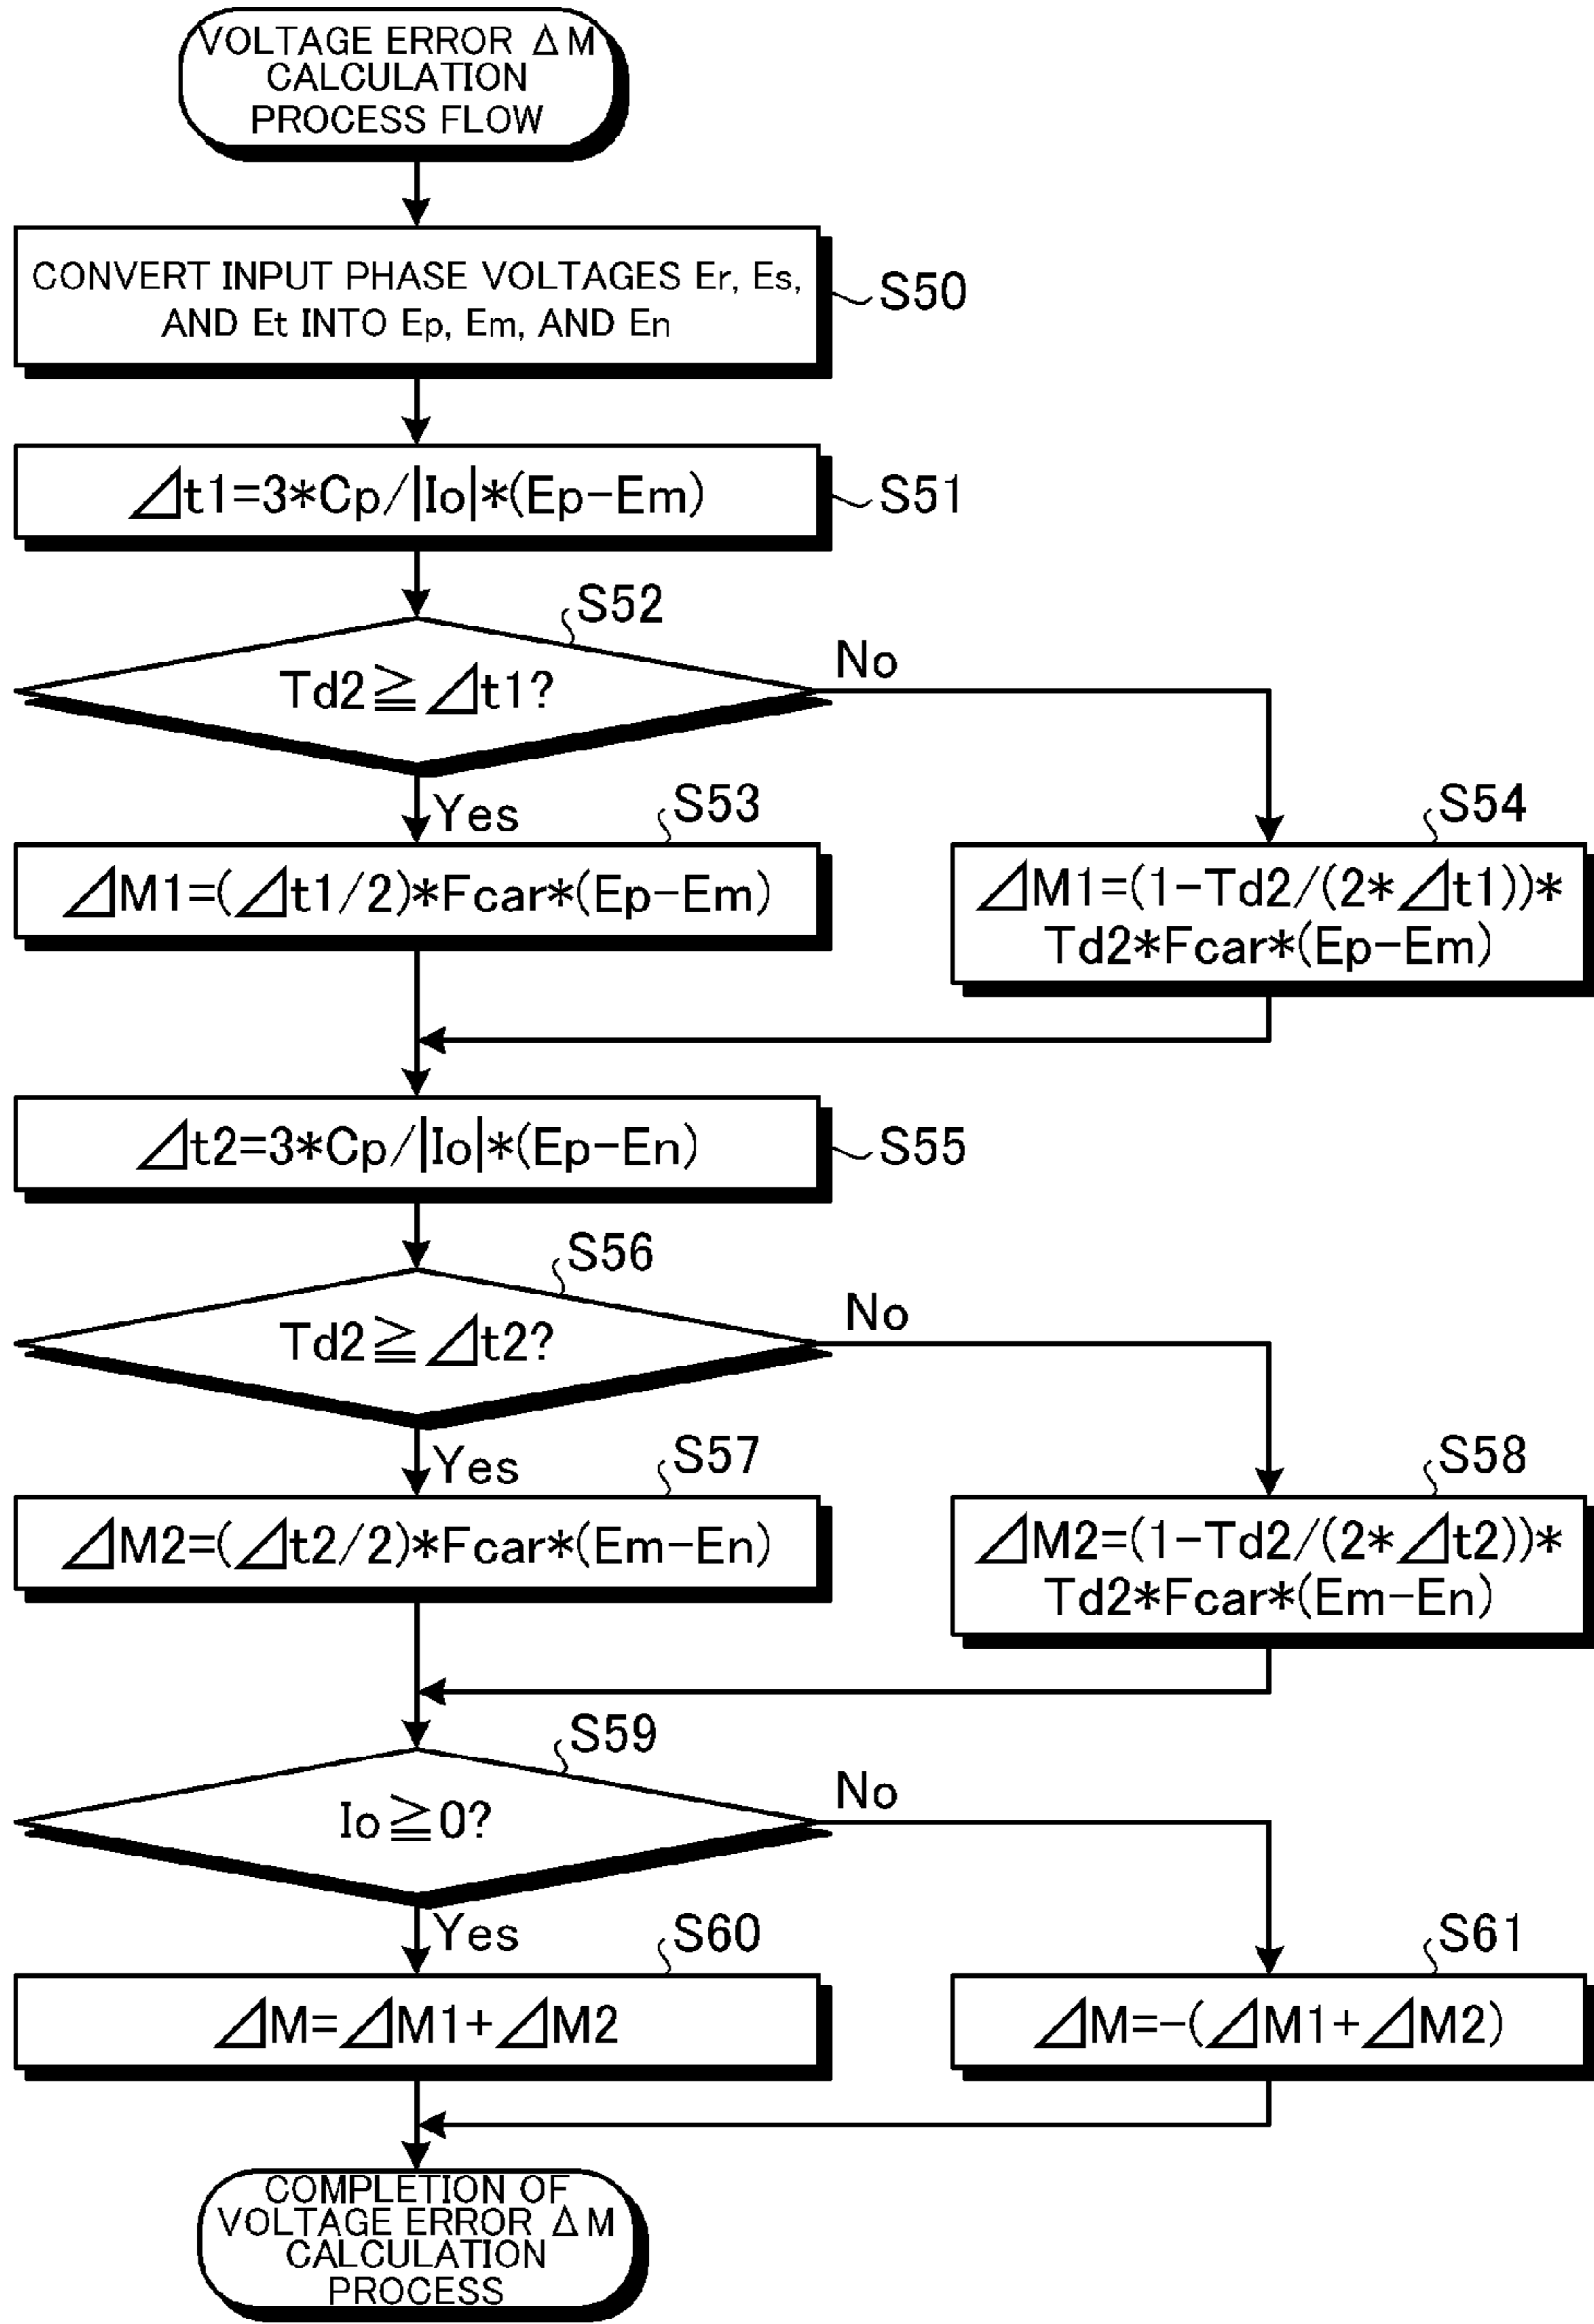 VOLTAGE ERROR Δ M
CALCULATION
PROCESS FLOW
CONVERT INPUT PHASE VOLTAGES Er, Es,
AND Et INTO Ep, Em, AND En
S50
⊿t1=3*Cp/|Io|*(Ep-Em)
S51
S52
Td2≧⊿t1?
No
Yes
S53
⊿M1=(⊿t1/2)*Fcar*(Ep-Em)
S54
⊿M1=(1-Td2/(2*⊿t1))*
Td2*Fcar*(Ep-Em)
⊿t2=3*Cp/|Io|*(Ep-En)
S55
S56
Td2≧⊿t2?
No
Yes
S57
⊿M2=(⊿t2/2)*Fcar*(Em-En)
S58
⊿M2=(1-Td2/(2*⊿t2))*
Td2*Fcar*(Em-En)
S59
Io≧0?
No
Yes
S60
⊿M=⊿M1+⊿M2
S61
⊿M=-(⊿M1+⊿M2)
COMPLETION OF
VOLTAGE ERROR Δ M
CALCULATION
PROCESS